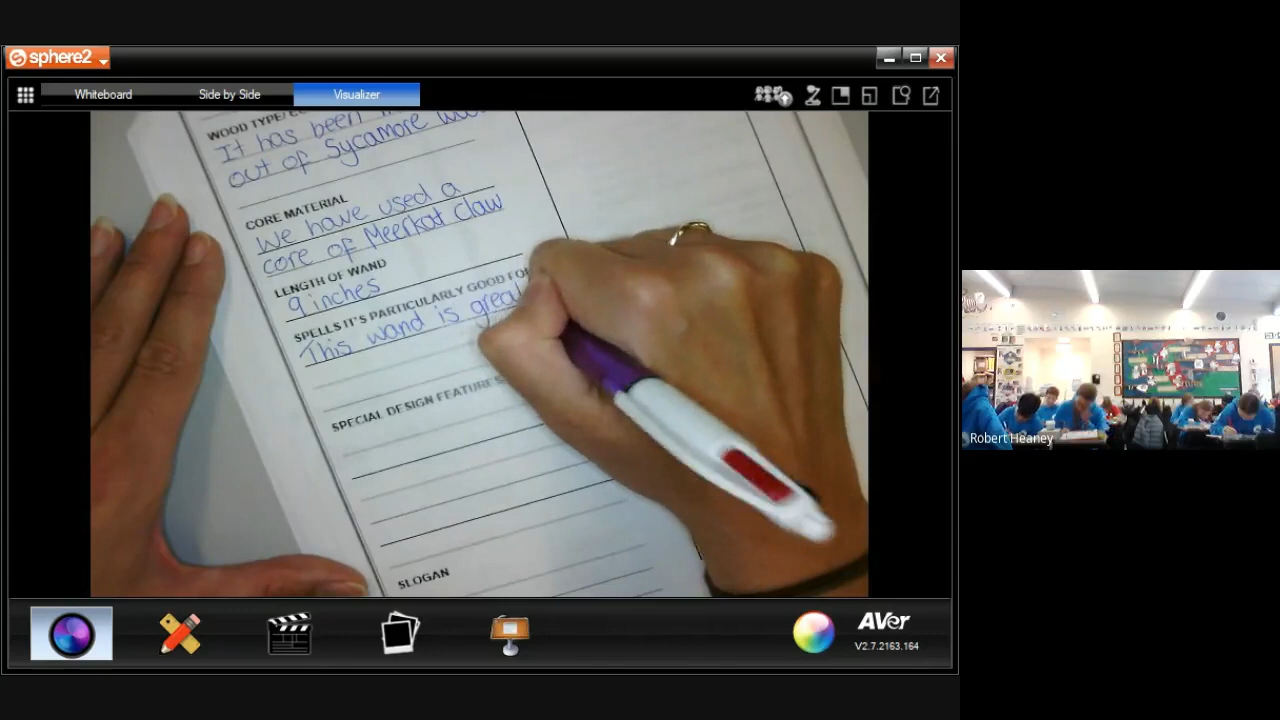 sphere2
Whiteboard
Side by Side
Visualizer
WOOD TYPE/
It has been
out of Sycamore
CORE MATERIAL
We have used a
core of Meerkat claw
LENGTH OF WAND
9 inches
SPELLS IT'S PARTICULARLY GOOD FOR
This wand is great
SPECIAL DESIGN FEATURES
SLOGAN
Robert Heaney
AVer
V2.7.2163.164